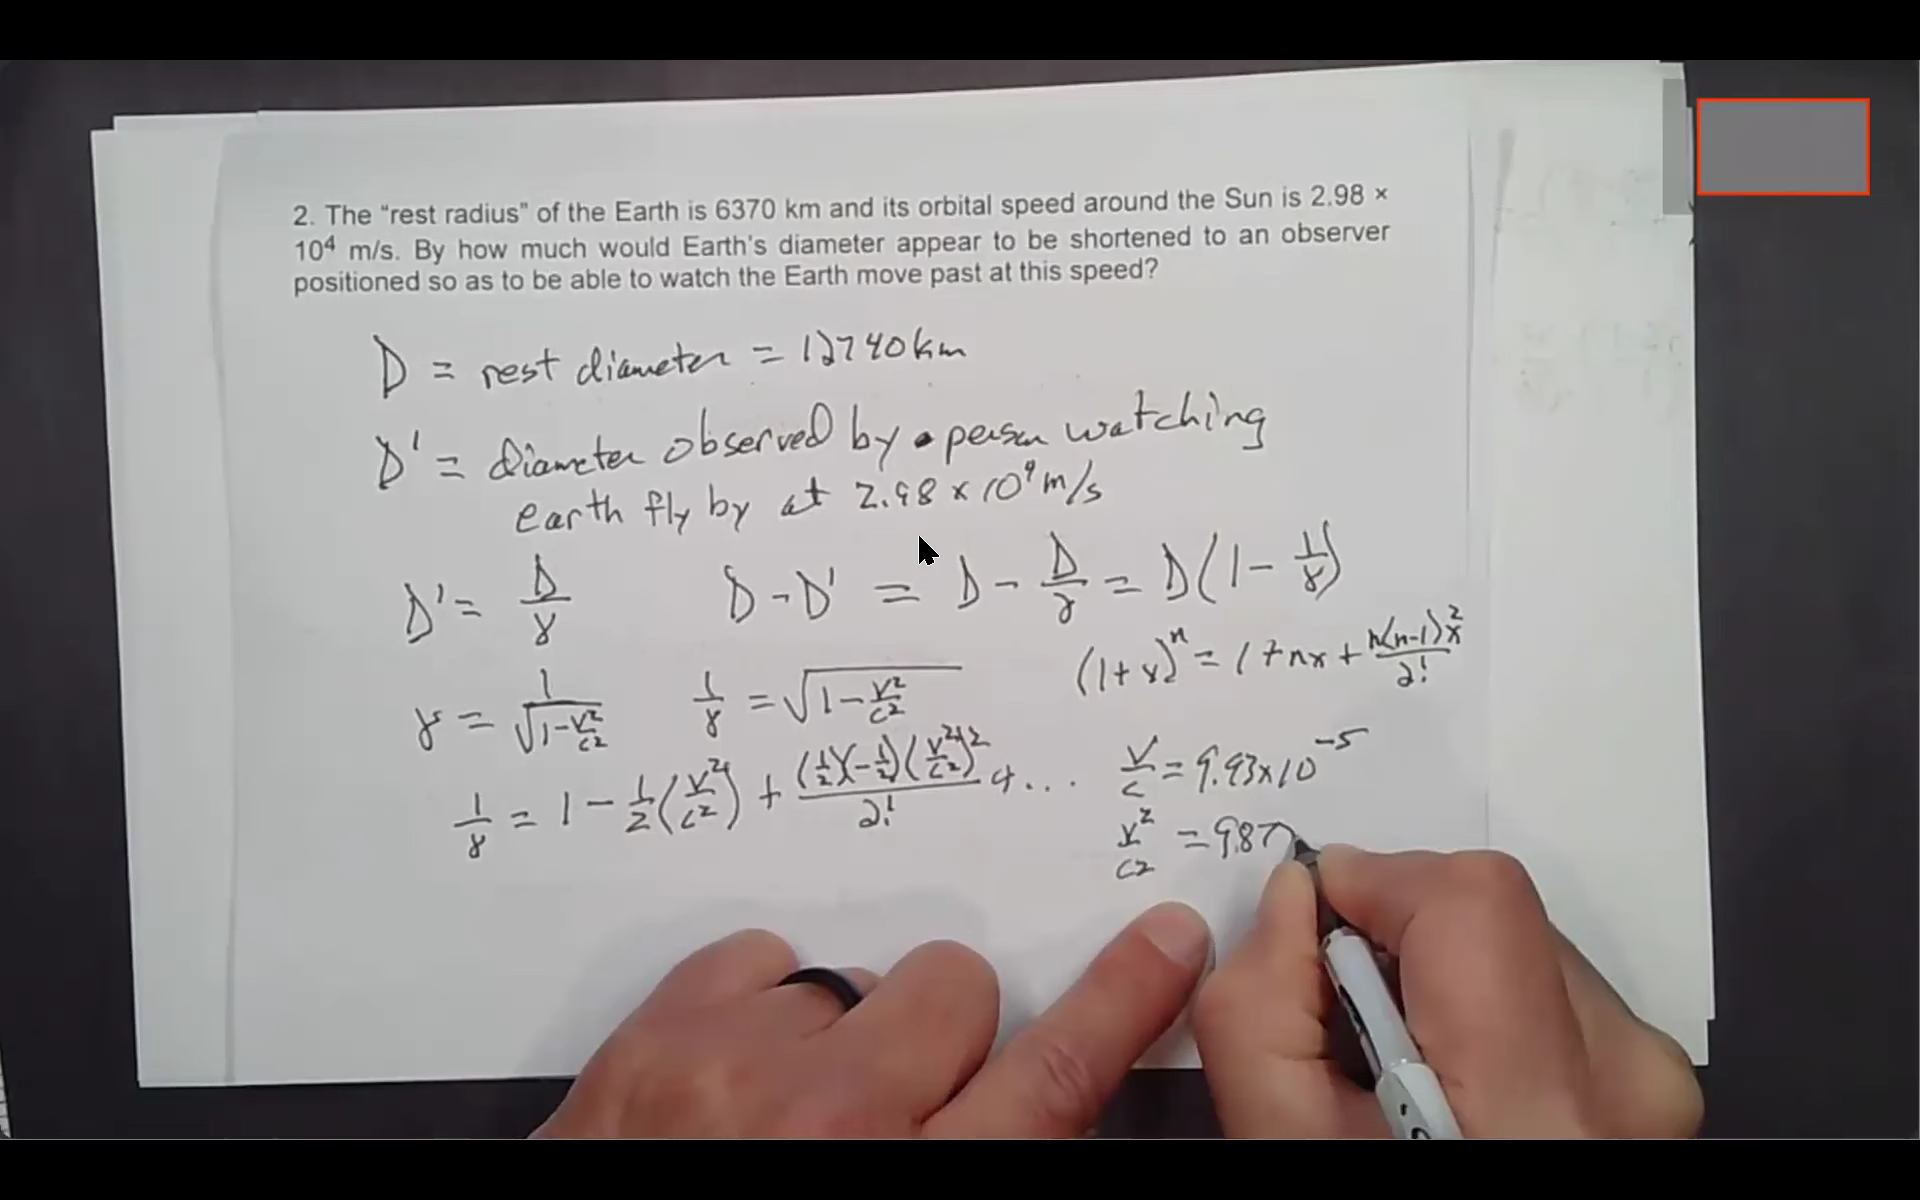 2. The “rest radius” of the Earth is 6370 km and its orbital speed around the Sun is 2.98 ×
10⁴ m/s. By how much would Earth's diameter appear to be shortened to an observer
positioned so as to be able to watch the Earth move past at this speed?
D = rest diameter = 12740 km
D' = diameter observed by person watching
earth fly by at 2.98 × 10⁴ m/s
D' = D/γ    D - D' = D - D/γ = D(1 - 1/γ)
(1+x)ⁿ = 1 + nx + n(n-1)x²/2!
γ = 1/√(1-v²/c²)    1/γ = √(1-v²/c²)
v/c = 9.93×10⁻⁵
1/γ = 1 - 1/2(v²/c²) + (1/2)(-1/2)(v²/c²)²/2! + ...
v²/c² = 9.87